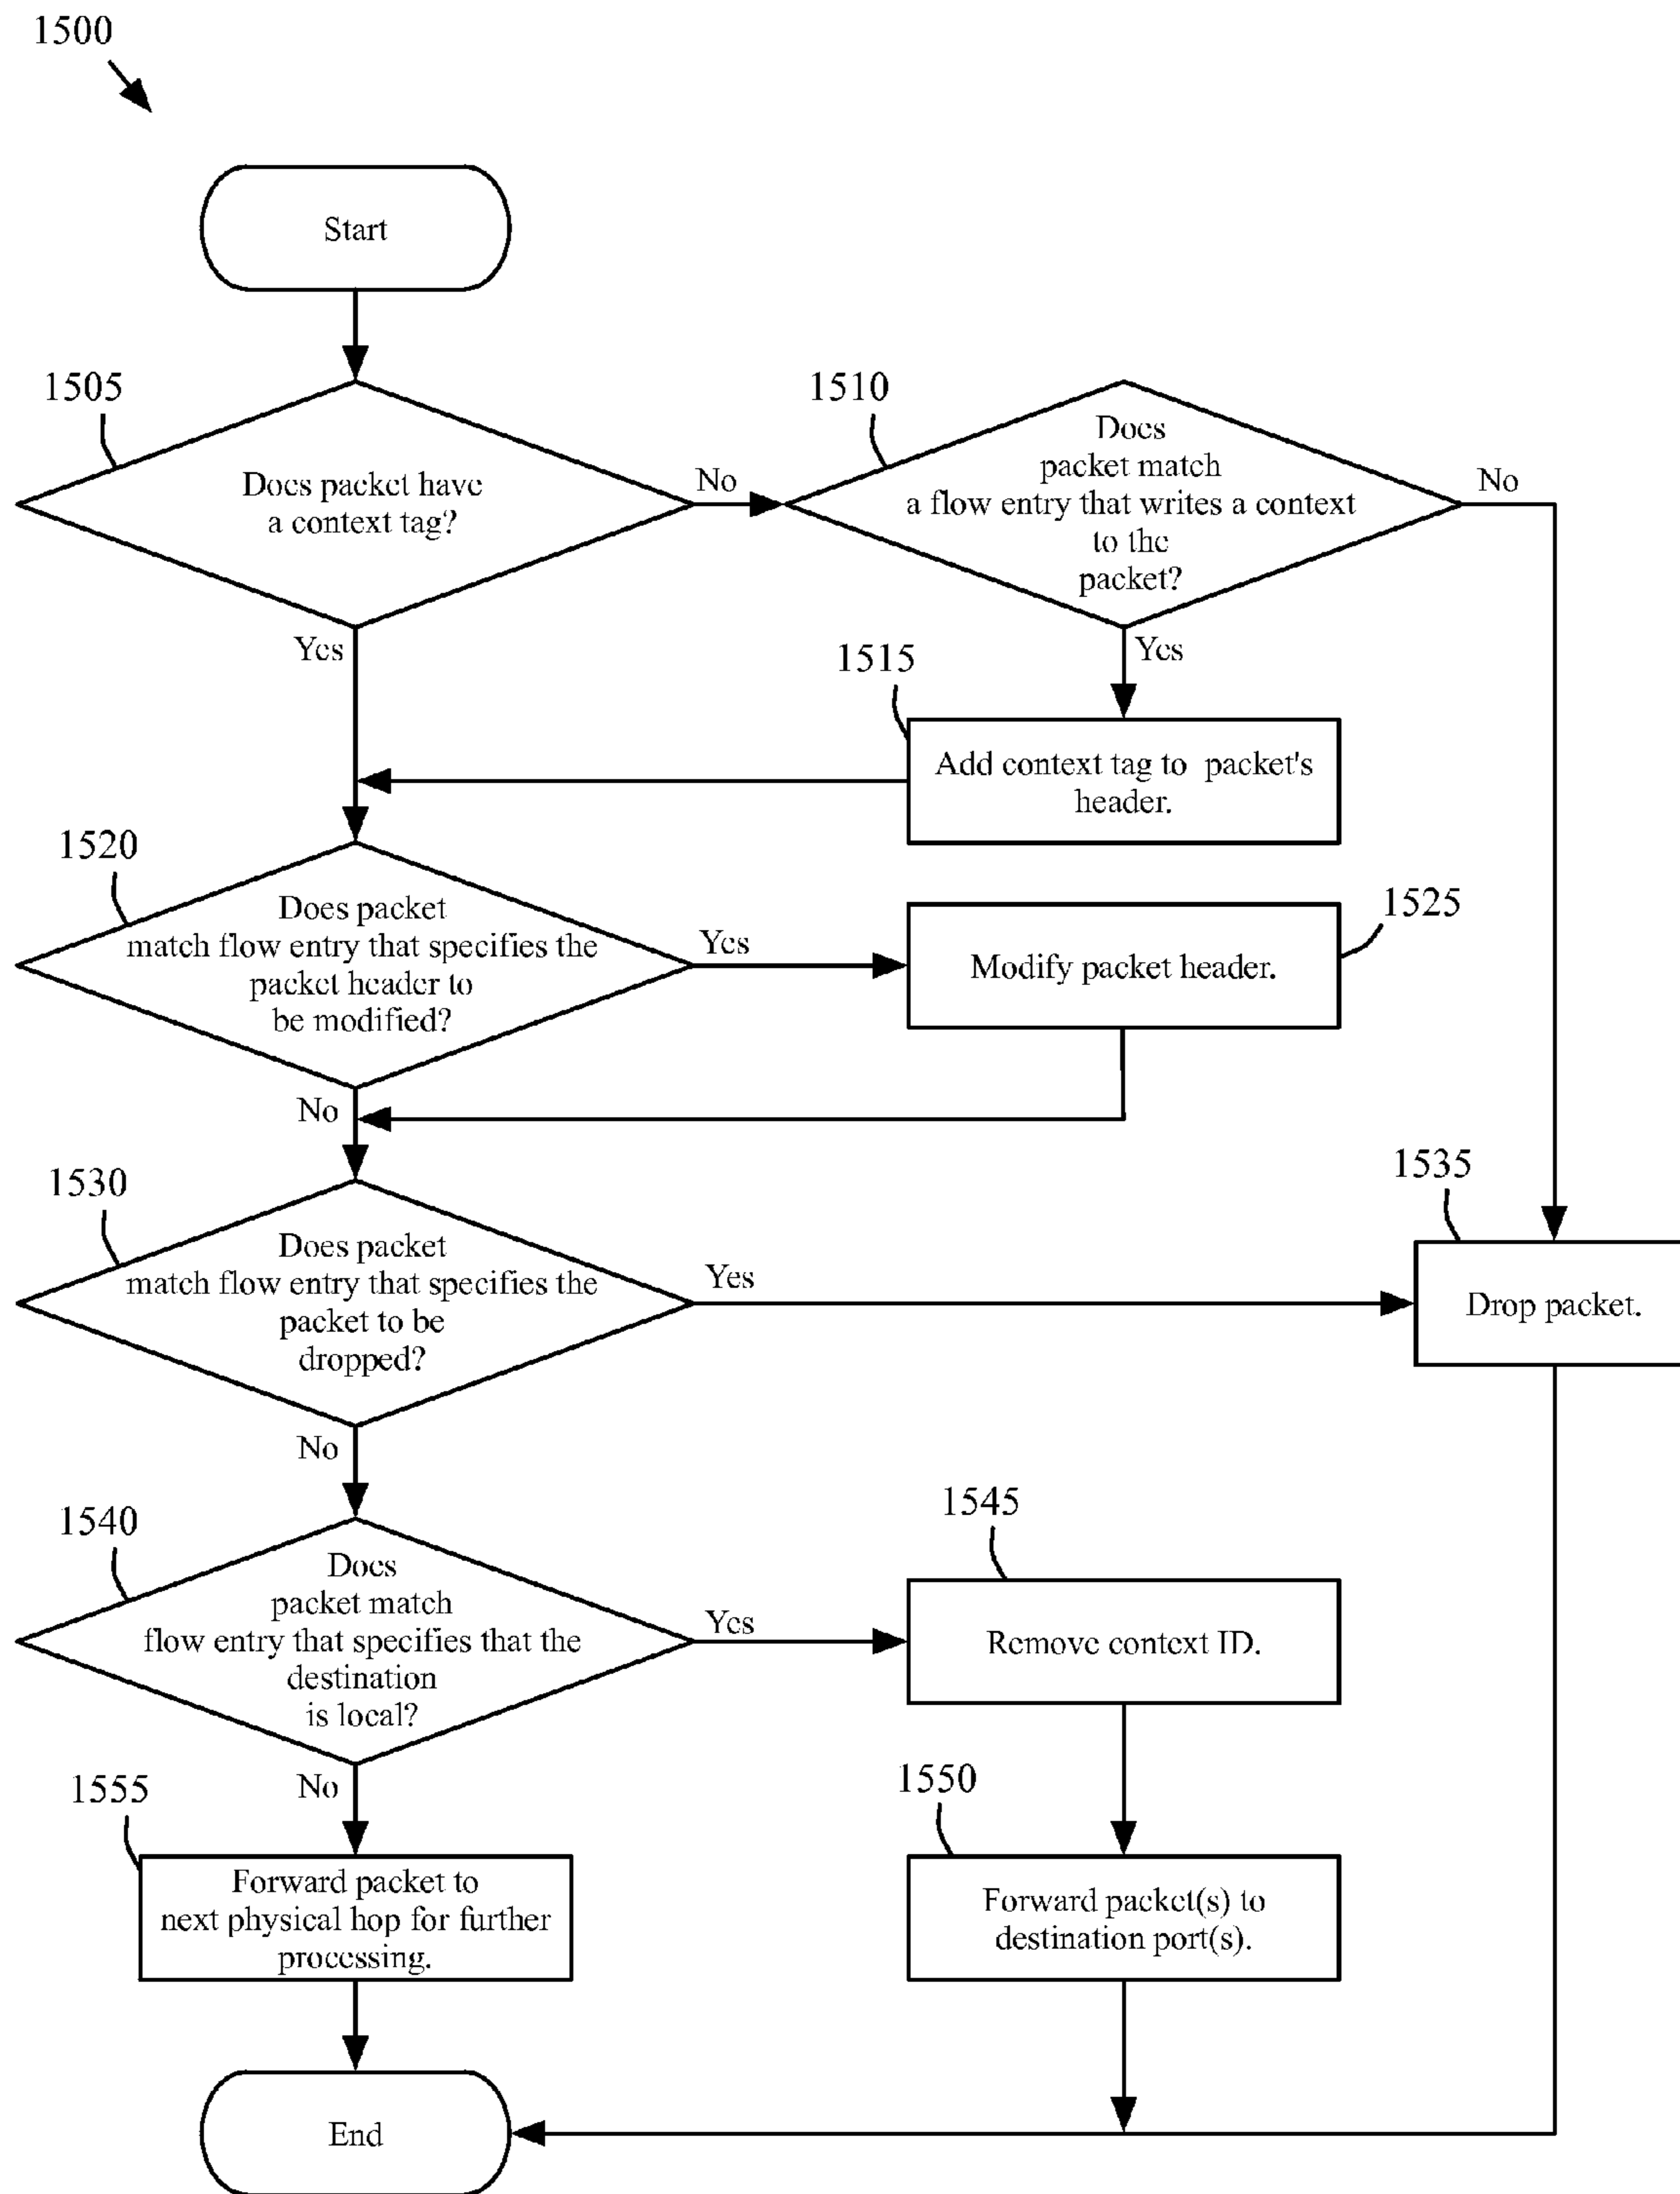 1500
Start
1505
Does packet have
a context tag?
No
1510
Does
packet match
a flow entry that writes a context
to the
packet?
No
Yes
Yes
1515
Add context tag to packet's
header.
1520
Does packet
match flow entry that specifies the
packet header to
be modified?
Yes
1525
Modify packet header.
No
1530
Does packet
match flow entry that specifies the
packet to be
dropped?
Yes
1535
Drop packet.
No
1540
Does
packet match
flow entry that specifies that the
destination
is local?
Yes
1545
Remove context ID.
No
1555
Forward packet to
next physical hop for further
processing.
1550
Forward packet(s) to
destination port(s).
End